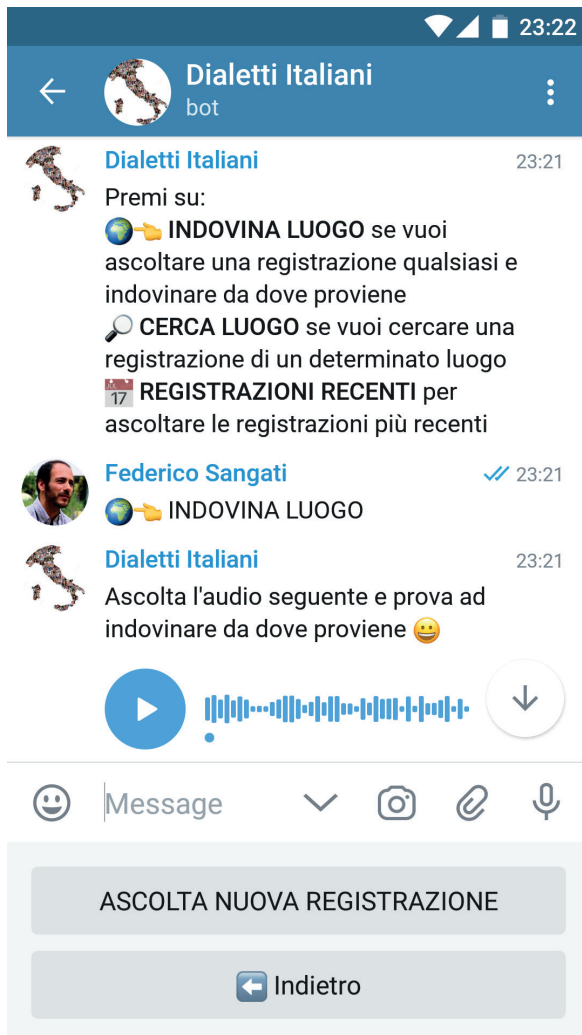 23:22
Dialetti Italiani
bot
Dialetti Italiani 23:21
Premi su:
🌍👈 INDOVINA LUOGO se vuoi
ascoltare una registrazione qualsiasi e
indovinare da dove proviene
🔎 CERCA LUOGO se vuoi cercare una
registrazione di un determinato luogo
📅 REGISTRAZIONI RECENTI per
ascoltare le registrazioni più recenti
Federico Sangati 23:21
🌍👈 INDOVINA LUOGO
Dialetti Italiani 23:21
Ascolta l'audio seguente e prova ad
indovinare da dove proviene 😀
Message
ASCOLTA NUOVA REGISTRAZIONE
⬅️ Indietro